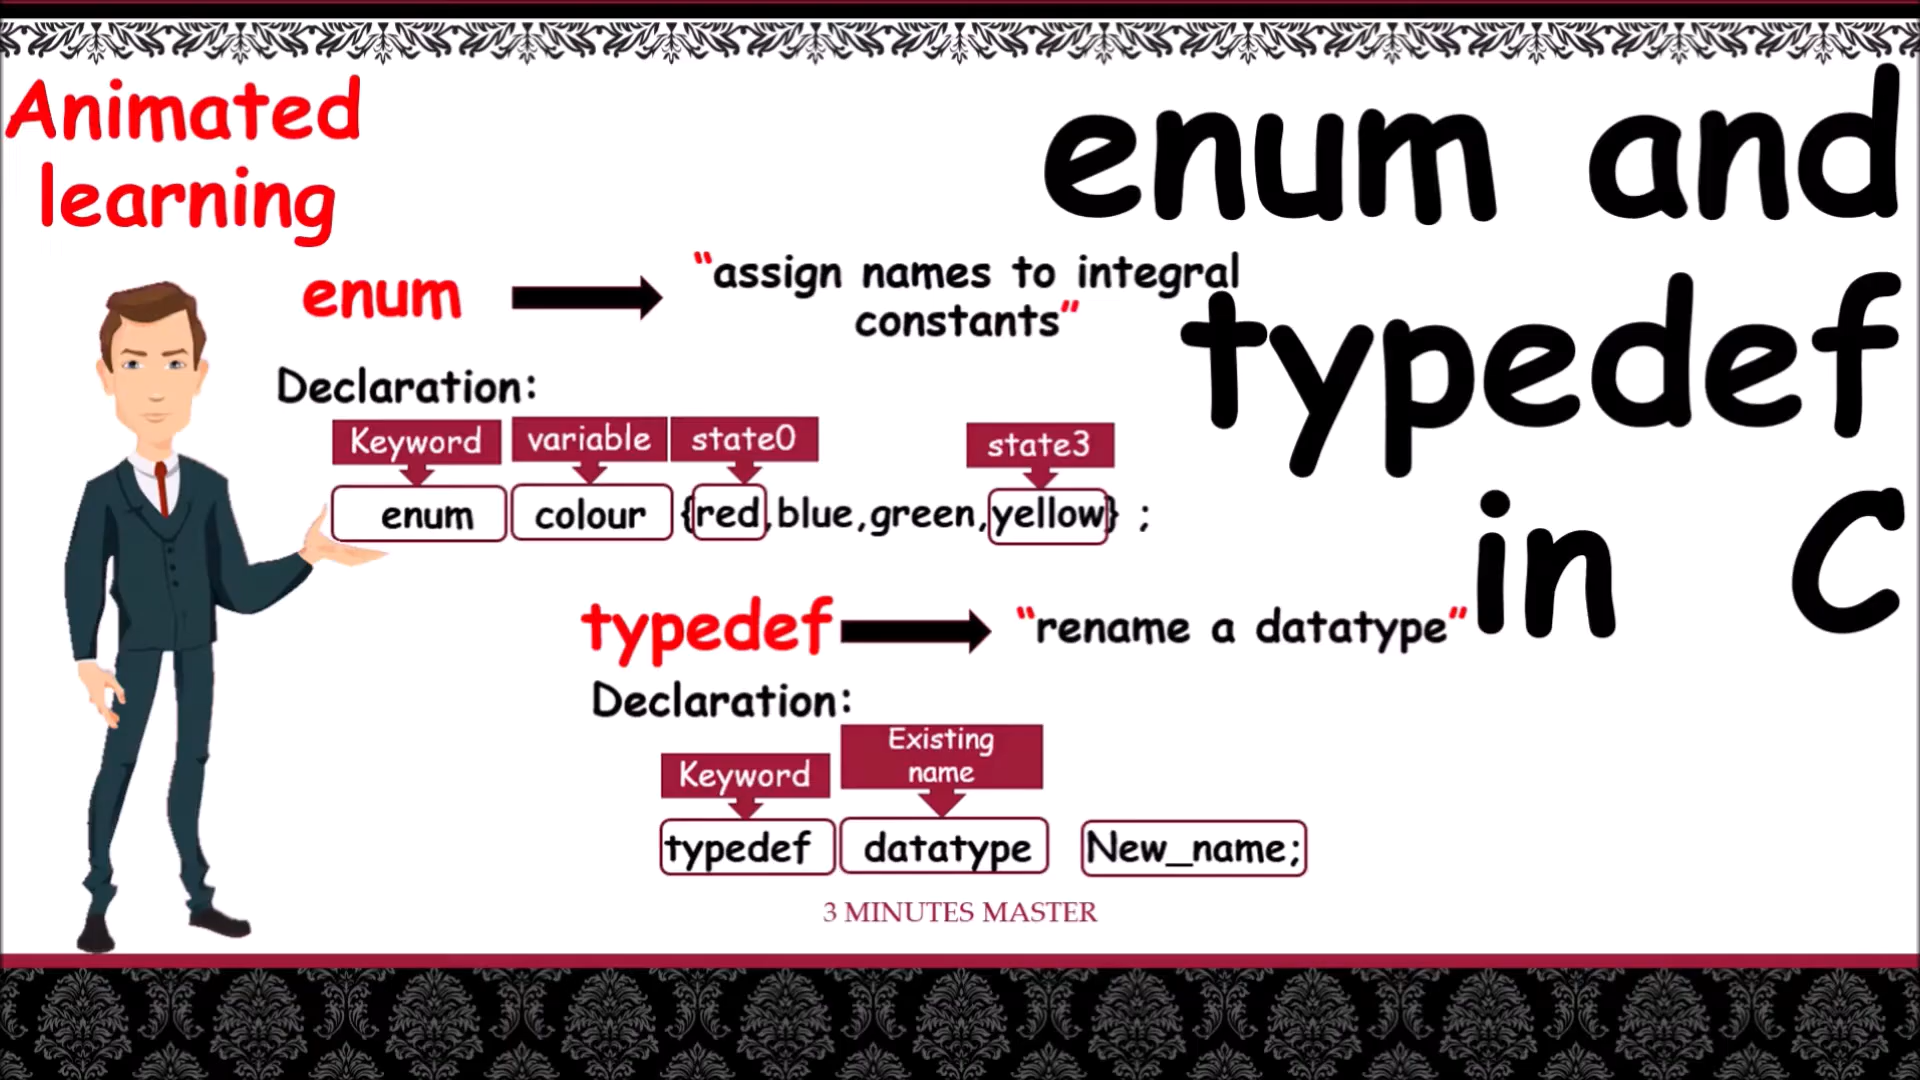 Animated
learning
enum and
typedef
in C
enum
"assign names to integral
constants"
Declaration:
Keyword variable state0 state3
enum colour {red,blue,green,yellow} ;
typedef "rename a datatype"
Declaration:
Keyword Existing
name
typedef datatype New_name;
3 MINUTES MASTER